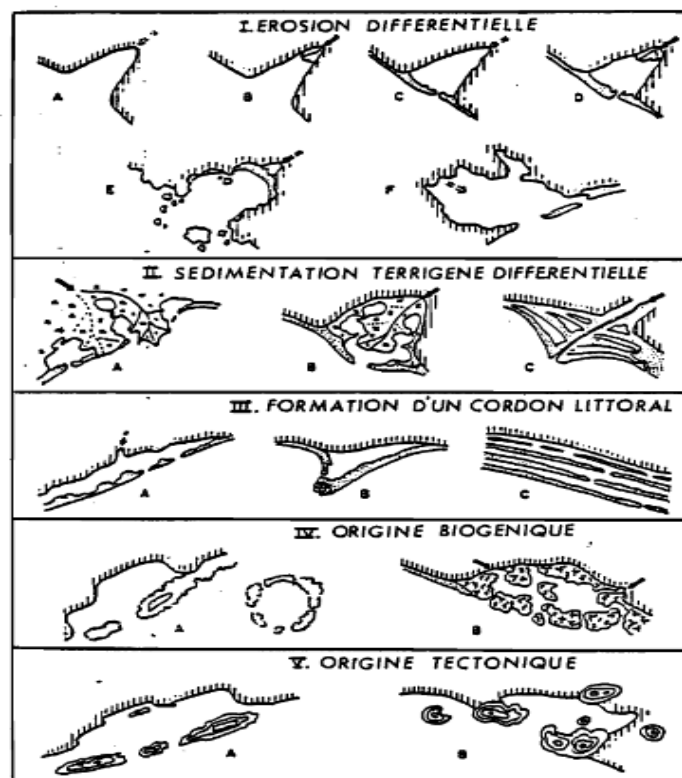 I. EROSION DIFFERENTIELLE
A B C D
E F
II. SEDIMENTATION TERRIGENE DIFFERENTIELLE
A B C
III. FORMATION D'UN CORDON LITTORAL
A B C
IV. ORIGINE BIOGENIQUE
A B
V. ORIGINE TECTONIQUE
A B